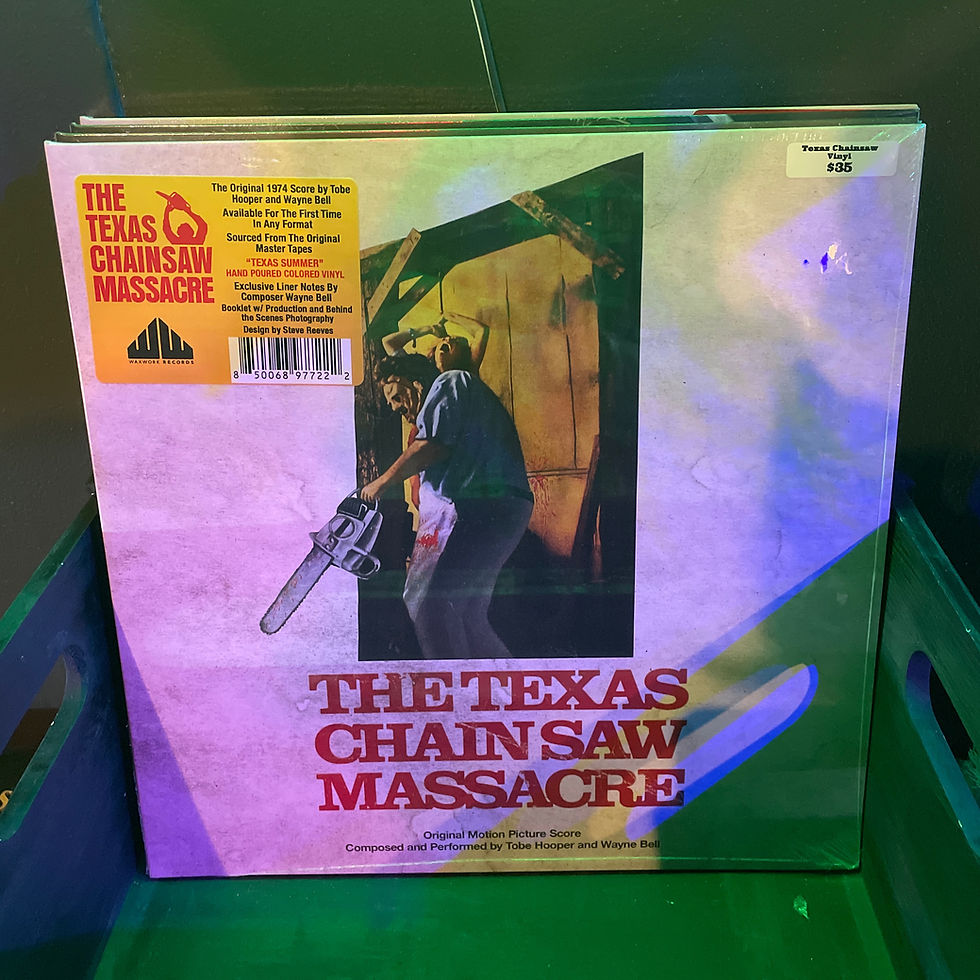 THE
TEXAS
CHAINSAW
MASSACRE
WAXWORK RECORDS
The Original 1974 Score by Tobe
Hooper and Wayne Bell
Available For The First Time
In Any Format
Sourced From The Original
Master Tapes
"TEXAS SUMMER"
HAND POURED COLORED VINYL
Exclusive Liner Notes By
Composer Wayne Bell
Booklet w/ Production and Behind
the Scenes Photography
Design by Steve Reeves
8 50068 97722 2
Texas Chainsaw
Vinyl
$35
THE TEXAS
CHAIN SAW
MASSACRE
Original Motion Picture Score
Composed and Performed by Tobe Hooper and Wayne Bell